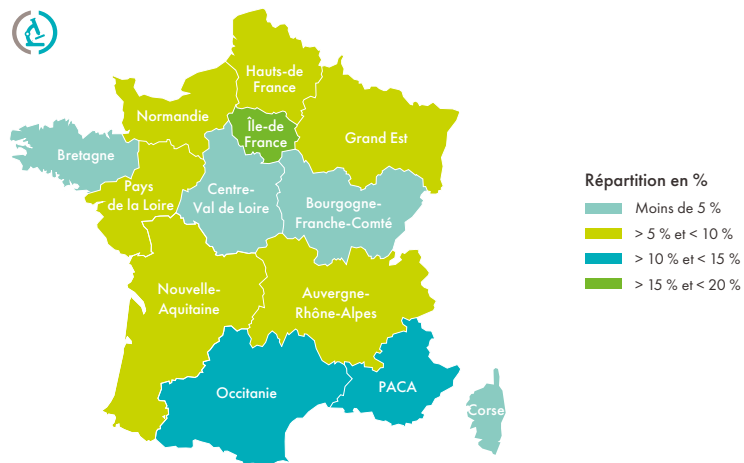 Hauts-de
France
Normandie
Île-de
France
Grand Est
Bretagne
Pays
de la Loire
Centre-
Val de Loire
Bourgogne-
Franche-Comté
Nouvelle-
Aquitaine
Auvergne-
Rhône-Alpes
Occitanie
PACA
Corse
Répartition en %
Moins de 5 %
> 5 % et < 10 %
> 10 % et < 15 %
> 15 % et < 20 %